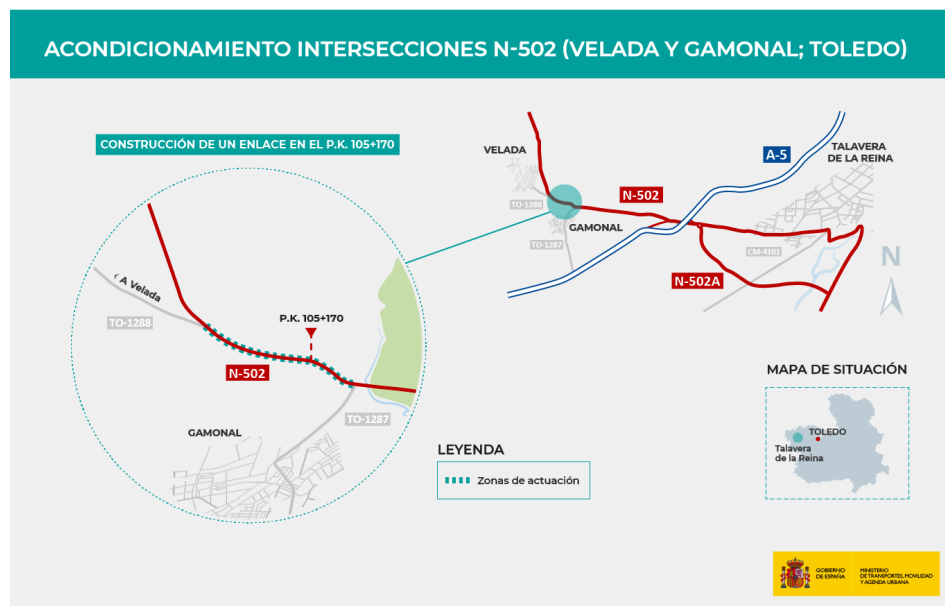 ACONDICIONAMIENTO INTERSECCIONES N-502 (VELADA Y GAMONAL; TOLEDO)
CONSTRUCCIÓN DE UN ENLACE EN EL P.K. 105+170
‹ A Velada
TO-1288
P.K. 105+170
N-502
TO-1287
GAMONAL
VELADA
TO-1288
GAMONAL
TO-1287
N-502
A-5
TALAVERA
DE LA REINA
CM-4101
N-502A
N
LEYENDA
Zonas de actuación
MAPA DE SITUACIÓN
TOLEDO
Talavera
de la Reina
GOBIERNO
DE ESPAÑA
MINISTERIO
DE TRANSPORTES, MOVILIDAD
Y AGENDA URBANA